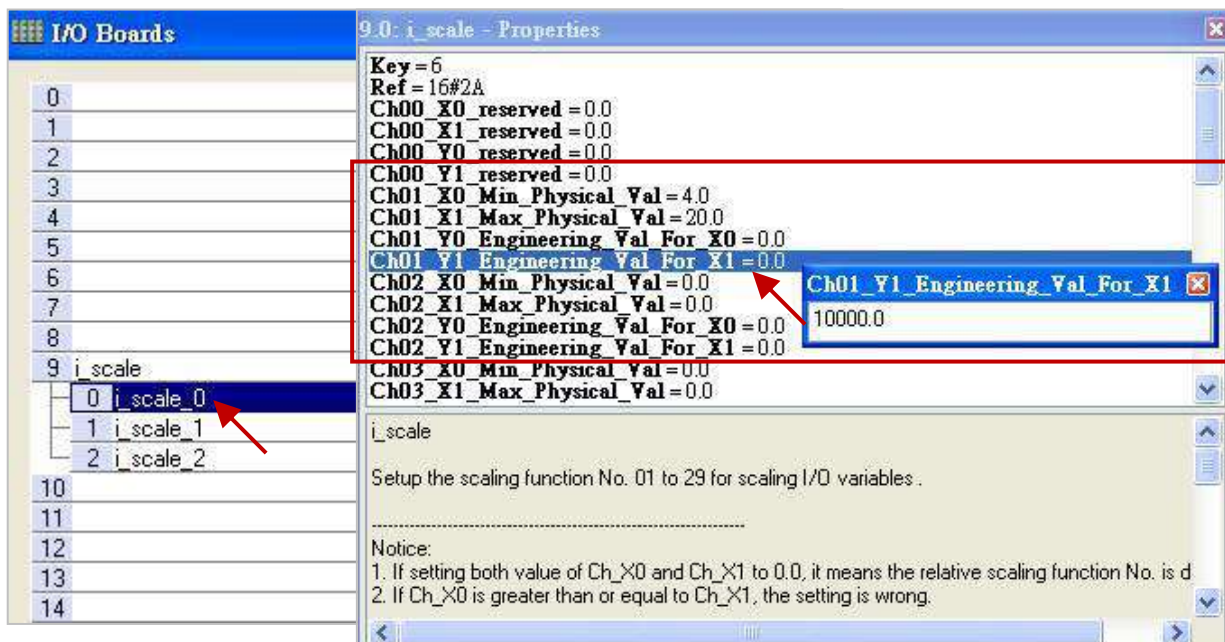 I/O Boards
0
1
2
3
4
5
6
7
8
9 i_scale
0 i_scale_0
1 i_scale_1
2 i_scale_2
10
11
12
13
14
9.0: i_scale - Properties
Key=6
Ref = 16#2A
Ch00_X0_reserved = 0.0
Ch00_X1_reserved = 0.0
Ch00_Y0_reserved = 0.0
Ch00_Y1_reserved = 0.0
Ch01_X0_Min_Physical_Val = 4.0
Ch01_X1_Max_Physical_Val = 20.0
Ch01_Y0_Engineering_Val_For_X0 = 0.0
Ch01_Y1_Engineering_Val_For_X1 = 0.0
Ch02_X0_Min_Physical_Val = 0.0
Ch02_X1_Max_Physical_Val = 0.0
Ch02_Y0_Engineering_Val_For_X0 = 0.0
Ch02_Y1_Engineering_Val_For_X1 = 0.0
Ch03_X0_Min_Physical_Val = 0.0
Ch03_X1_Max_Physical_Val = 0.0
Ch01_Y1_Engineering_Val_For_X1
10000.0
i_scale
Setup the scaling function No. 01 to 29 for scaling I/O variables .
--------------------------------------------------------------
Notice:
1. If setting both value of Ch_X0 and Ch_X1 to 0.0, it means the relative scaling function No. is d
2. If Ch_X0 is greater than or equal to Ch_X1, the setting is wrong.